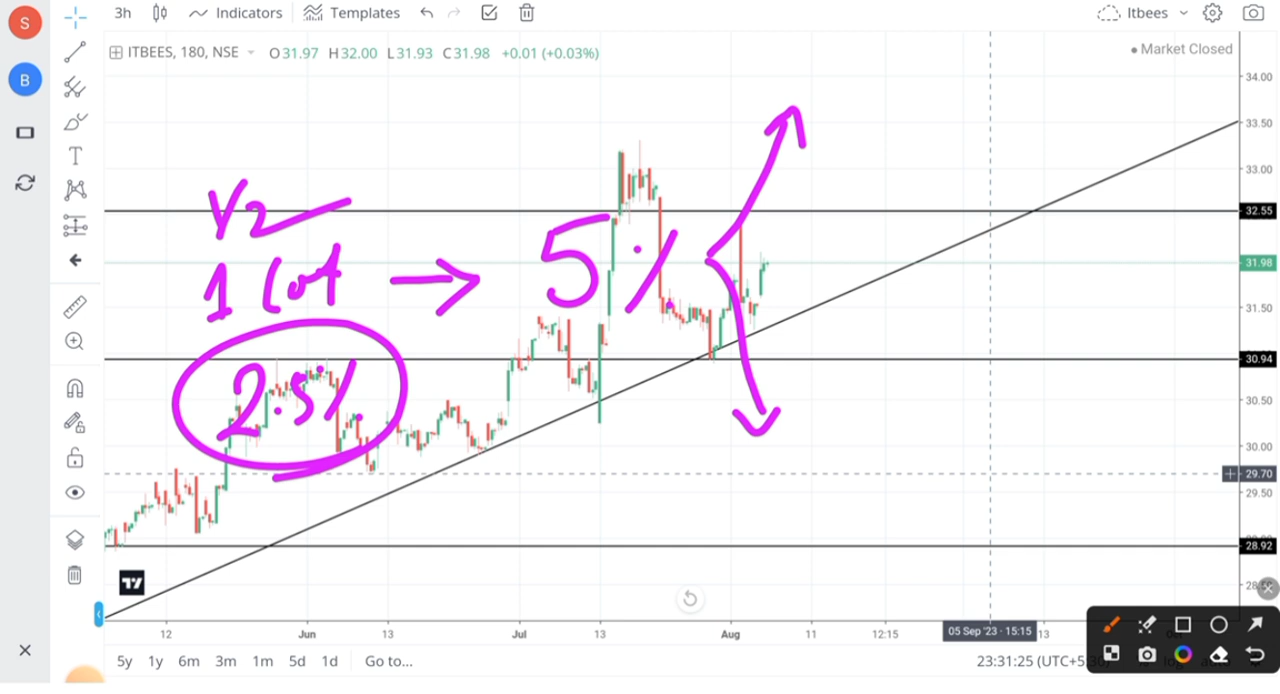 S
3h Indicators Templates Itbees
B
ITBEES, 180, NSE O31.97 H32.00 L31.93 C31.98 +0.01 (+0.03%)
Market Closed
34.00
33.50
33.00
32.55
31.98
31.50
30.94
30.50
30.00
29.70
29.50
28.92
1/2
1 lot → 5%
2.5%
12 Jun 13 Jul 13 Aug 11 12:15 05 Sep '23 - 15:15 13
5y 1y 6m 3m 1m 5d 1d Go to...
23:31:25 (UTC+5:30)